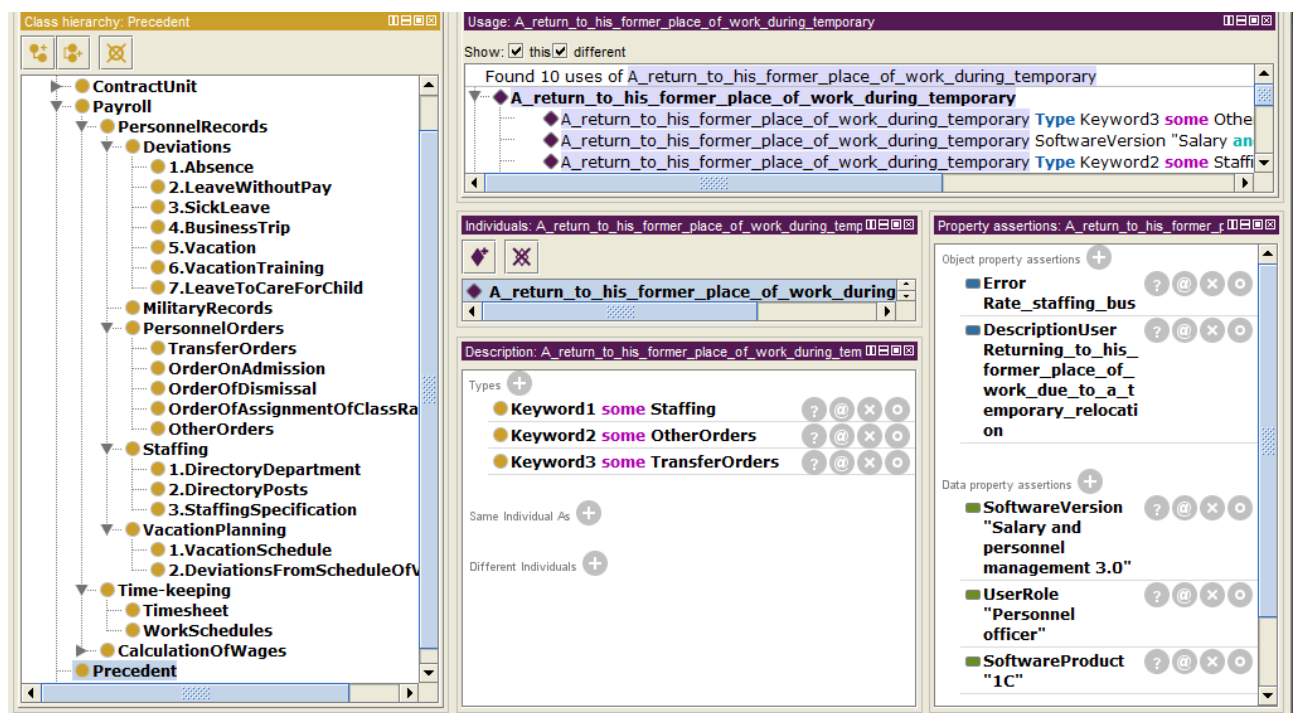 Class hierarchy: Precedent
ContractUnit
Payroll
PersonnelRecords
Deviations
1.Absence
2.LeaveWithoutPay
3.SickLeave
4.BusinessTrip
5.Vacation
6.VacationTraining
7.LeaveToCareForChild
MilitaryRecords
PersonnelOrders
TransferOrders
OrderOnAdmission
OrderOfDismissal
OrderOfAssignmentOfClassRa
OtherOrders
Staffing
1.DirectoryDepartment
2.DirectoryPosts
3.StaffingSpecification
VacationPlanning
1.VacationSchedule
2.DeviationsFromScheduleOfV
Time-keeping
Timesheet
WorkSchedules
CalculationOfWages
Precedent
Usage: A_return_to_his_former_place_of_work_during_temporary
Show: this different
Found 10 uses of A_return_to_his_former_place_of_work_during_temporary
A_return_to_his_former_place_of_work_during_temporary
A_return_to_his_former_place_of_work_during_temporary Type Keyword3 some Othe
A_return_to_his_former_place_of_work_during_temporary SoftwareVersion "Salary an
A_return_to_his_former_place_of_work_during_temporary Type Keyword2 some Staffi
Individuals: A_return_to_his_former_place_of_work_during_temp
A_return_to_his_former_place_of_work_during
Description: A_return_to_his_former_place_of_work_during_tem
Types
Keyword1 some Staffing
Keyword2 some OtherOrders
Keyword3 some TransferOrders
Same Individual As
Different Individuals
Property assertions: A_return_to_his_former_p
Object property assertions
Error
Rate_staffing_bus
DescriptionUser
Returning_to_his_
former_place_of_
work_due_to_a_t
emporary_relocati
on
Data property assertions
SoftwareVersion
"Salary and
personnel
management 3.0"
UserRole
"Personnel
officer"
SoftwareProduct
"1C"